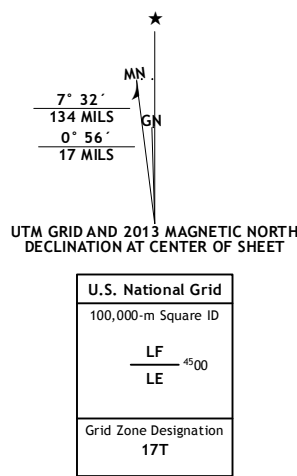 ★
MN
7° 32´
134 MILS
GN
0° 56´
17 MILS
UTM GRID AND 2013 MAGNETIC NORTH
DECLINATION AT CENTER OF SHEET
U.S. National Grid
100,000-m Square ID
LF
4500
LE
Grid Zone Designation
17T